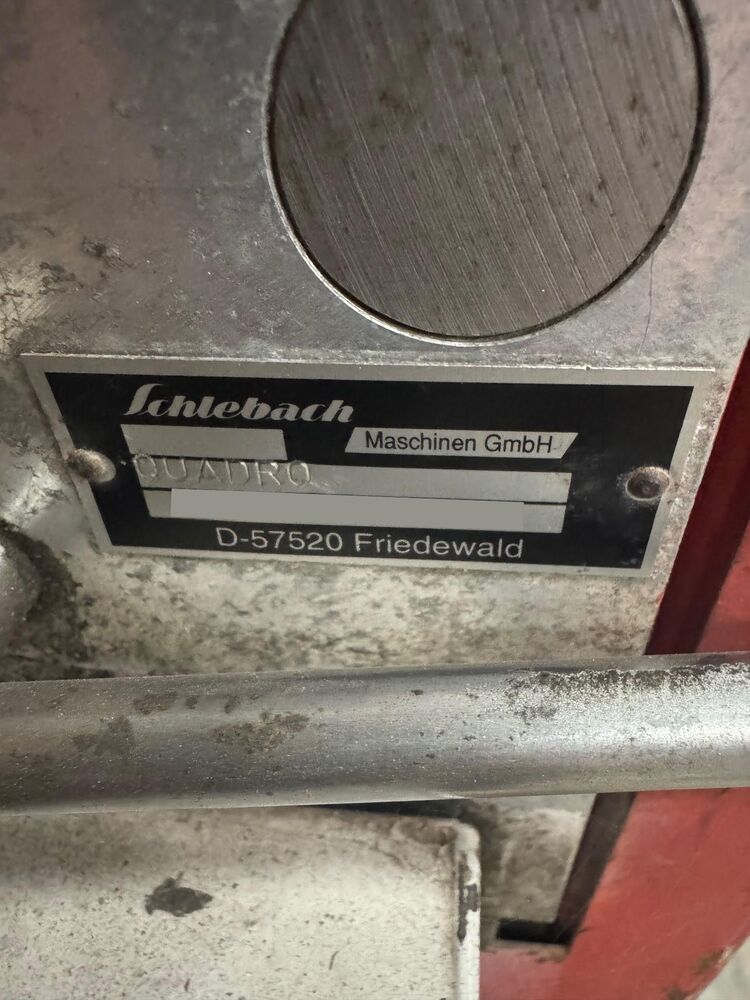 Schlebach
Maschinen GmbH
QUADRO
D-57520 Friedewald